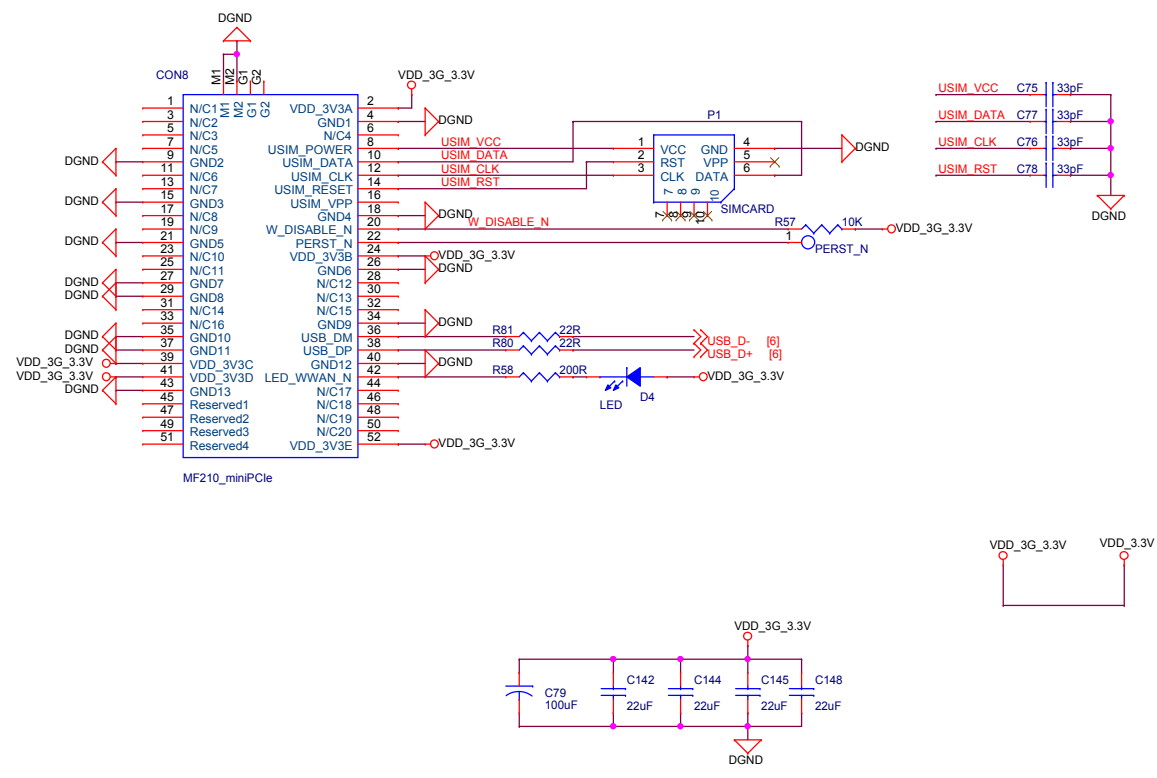 DGND
CON8
M1 M2 G1 G2
M1 M2 G1 G2
VDD_3G_3.3V
1 N/C1 VDD_3V3A 2
3 N/C2 GND1 4 DGND
5 N/C3 N/C4 6
7 N/C5 USIM_POWER 8 USIM_VCC
DGND 9 GND2 USIM_DATA 10 USIM_DATA
11 N/C6 USIM_CLK 12 USIM_CLK
13 N/C7 USIM_RESET 14 USIM_RST
DGND 15 GND3 USIM_VPP 16
17 N/C8 GND4 18 DGND
19 N/C9 W_DISABLE_N 20 W_DISABLE_N R57 10K VDD_3G_3.3V
DGND 21 GND5 PERST_N 22 1 PERST_N
23 N/C10 VDD_3V3B 24 VDD_3G_3.3V
25 N/C11 GND6 26 DGND
DGND 27 GND7 N/C12 28
DGND 29 GND8 N/C13 30
31 N/C14 N/C15 32
33 N/C16 GND9 34 DGND
DGND 35 GND10 USB_DM 36 R81 22R USB_D- [6]
DGND 37 GND11 USB_DP 38 R80 22R USB_D+ [6]
VDD_3G_3.3V 39 VDD_3V3C GND12 40 DGND
VDD_3G_3.3V 41 VDD_3V3D LED_WWAN_N 42 R58 200R LED D4 VDD_3G_3.3V
DGND 43 GND13 N/C17 44
45 Reserved1 N/C18 46
47 Reserved2 N/C19 48
49 Reserved3 N/C20 50
51 Reserved4 VDD_3V3E 52 VDD_3G_3.3V
MF210_miniPCIe
P1
1 VCC GND 4 DGND
2 RST VPP 5
3 CLK DATA 6
7 8 9 10
7 8 9 10
SIMCARD
USIM_VCC C75 33pF
USIM_DATA C77 33pF
USIM_CLK C76 33pF
USIM_RST C78 33pF
DGND
VDD_3G_3.3V VDD_3.3V
VDD_3G_3.3V
C79 C142 C144 C145 C148
100uF 22uF 22uF 22uF 22uF
DGND